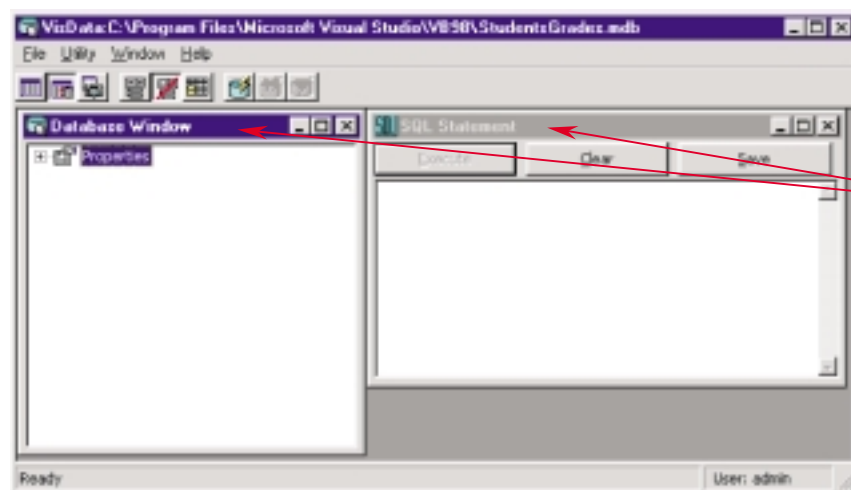 VisData:C:\Program Files\Microsoft Visual Studio\VB98\StudentsGrades.mdb
File Utility Window Help
Database Window
SQL Statement
Properties
Execute Clear Save
Ready
User: admin